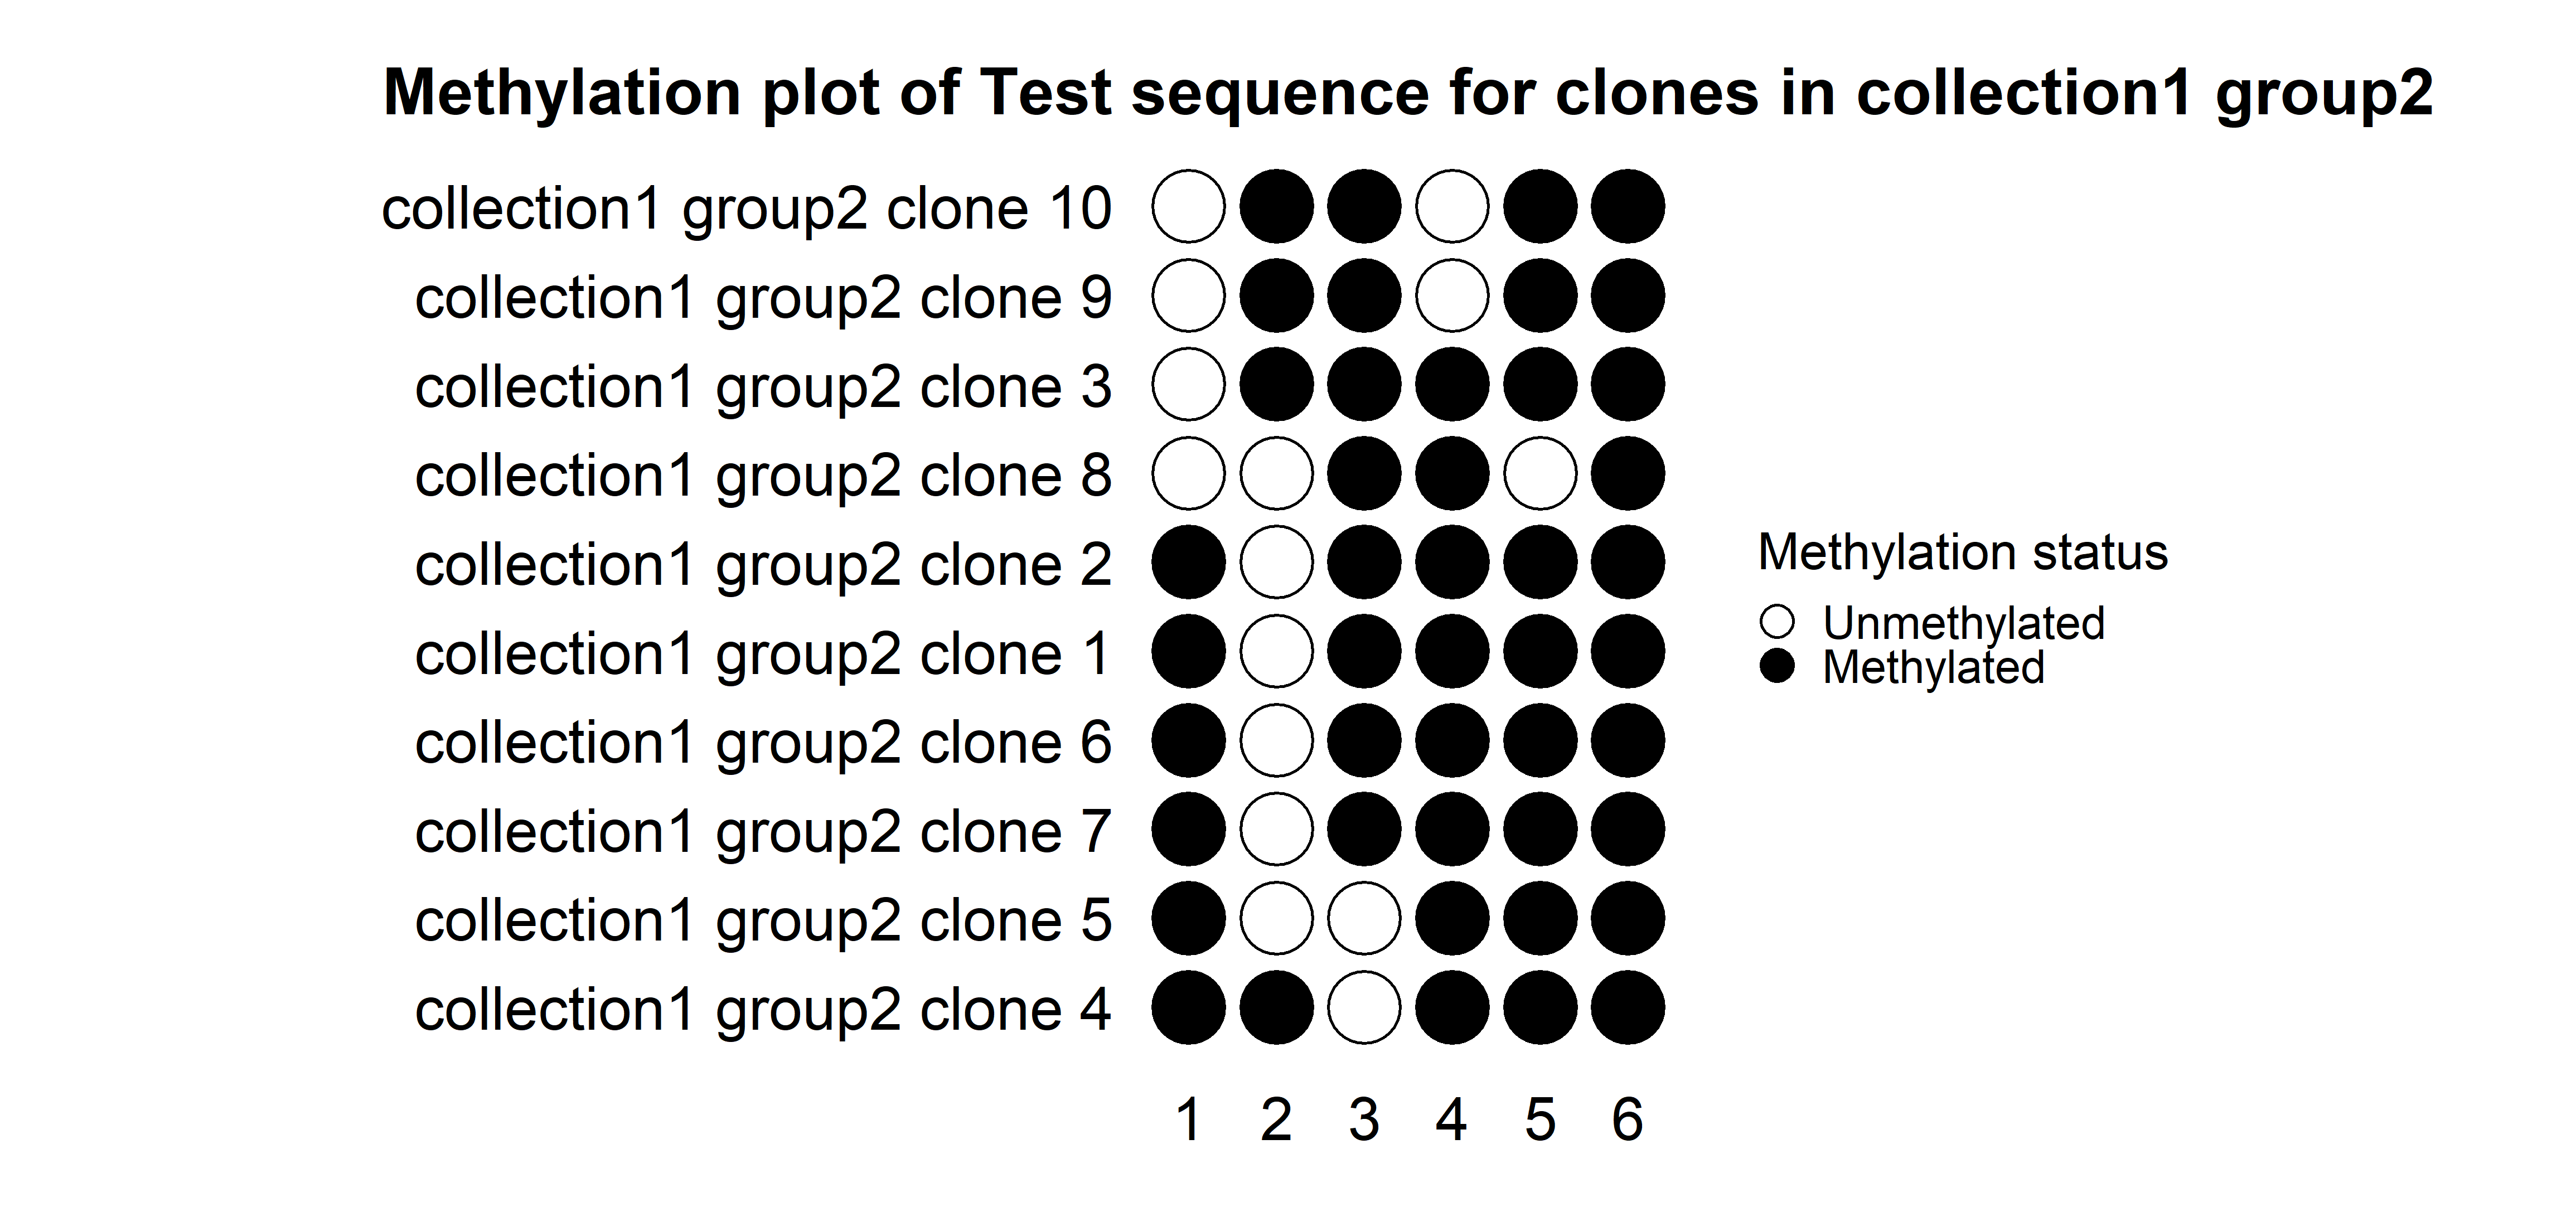 Methylation plot of Test sequence for clones in collection1 group2
collection1 group2 clone 10
collection1 group2 clone 9
collection1 group2 clone 3
collection1 group2 clone 8
collection1 group2 clone 2
collection1 group2 clone 1
collection1 group2 clone 6
collection1 group2 clone 7
collection1 group2 clone 5
collection1 group2 clone 4
1 2 3 4 5 6
Methylation status
Unmethylated
Methylated